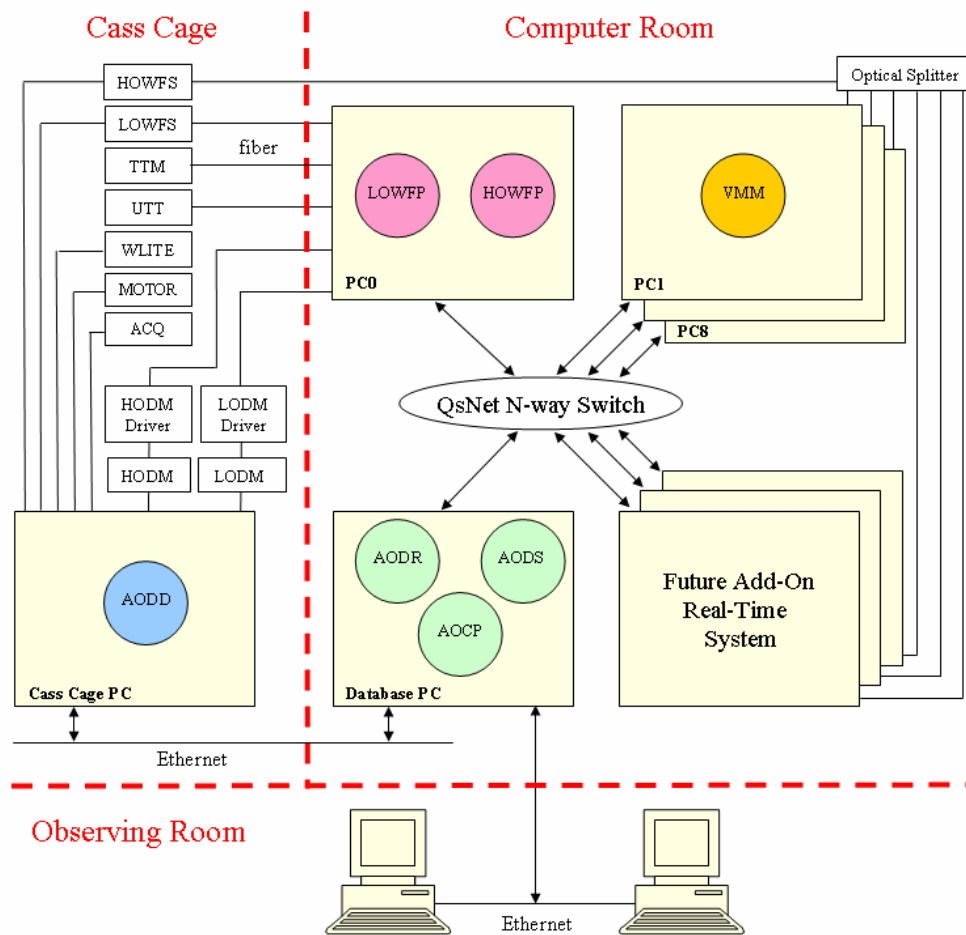 Cass Cage
Computer Room
HOWFS
Optical Splitter
LOWFS
fiber
TTM
UTT
WLITE
MOTOR
ACQ
LOWFP
HOWFP
PC0
VMM
PC1
PC8
HODM
Driver
LODM
Driver
HODM
LODM
QsNet N-way Switch
AODD
Cass Cage PC
AODR
AODS
AOCP
Database PC
Future Add-On
Real-Time
System
Ethernet
Observing Room
Ethernet